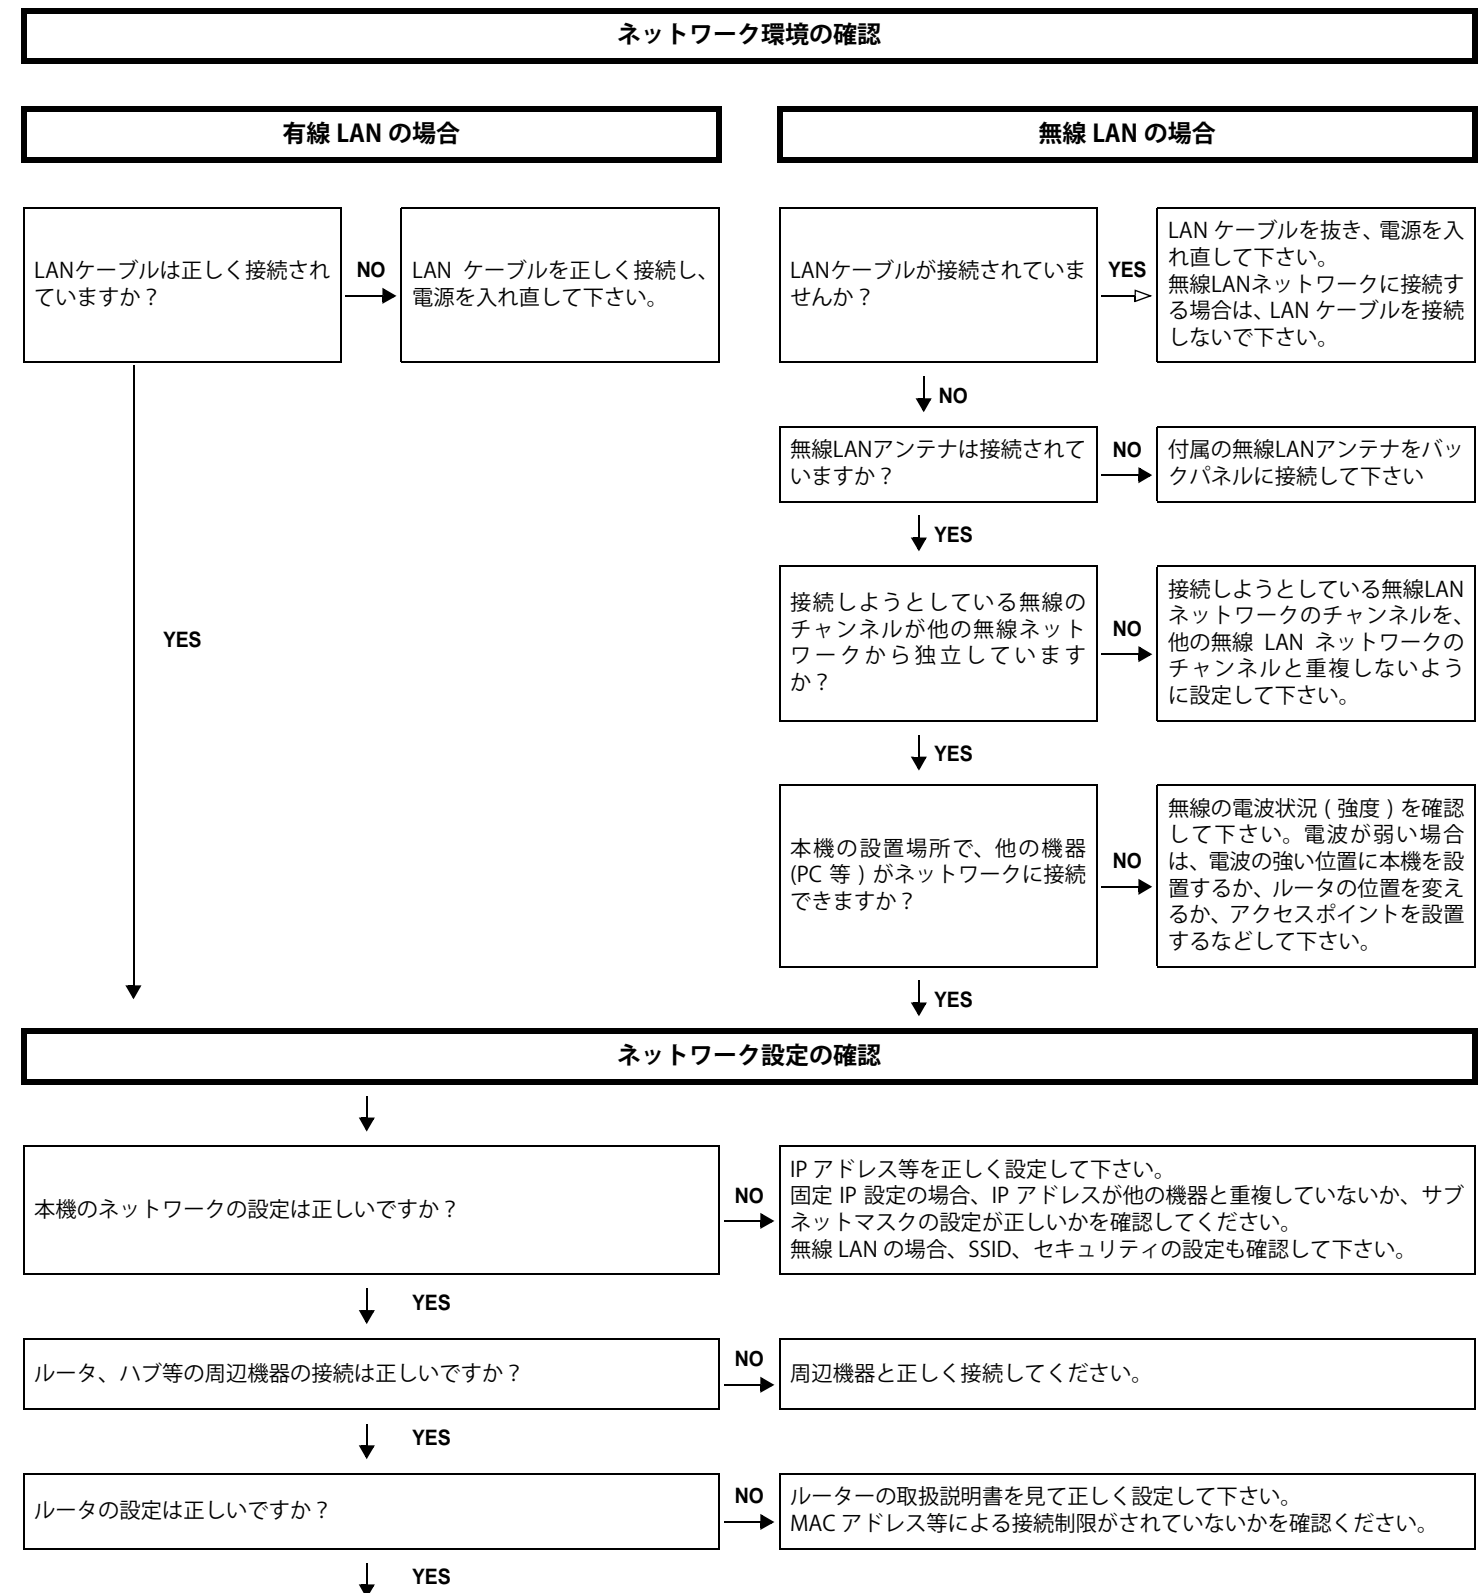 ネットワーク環境の確認
有線 LAN の場合
LANケーブルは正しく接続され
ていますか？
NO
LAN ケーブルを正しく接続し、
電源を入れ直して下さい。
YES
無線 LAN の場合
LANケーブルが接続されていま
せんか？
YES
LAN ケーブルを抜き、電源を入
れ直して下さい。
無線LANネットワークに接続す
る場合は、LAN ケーブルを接続
しないで下さい。
NO
無線LANアンテナは接続されて
いますか？
NO
付属の無線LANアンテナをバッ
クパネルに接続して下さい
YES
接続しようとしている無線の
チャンネルが他の無線ネット
ワークから独立しています
か？
NO
接続しようとしている無線LAN
ネットワークのチャンネルを、
他の無線 LAN ネットワークの
チャンネルと重複しないよう
に設定して下さい。
YES
本機の設置場所で、他の機器
(PC 等 ) がネットワークに接続
できますか？
NO
無線の電波状況 ( 強度 ) を確認
して下さい。電波が弱い場合
は、電波の強い位置に本機を設
置するか、ルータの位置を変え
るか、アクセスポイントを設置
するなどして下さい。
YES
ネットワーク設定の確認
本機のネットワークの設定は正しいですか？
NO
IP アドレス等を正しく設定して下さい。
固定 IP 設定の場合、IP アドレスが他の機器と重複していないか、サブ
ネットマスクの設定が正しいかを確認してください。
無線 LAN の場合、SSID、セキュリティの設定も確認して下さい。
YES
ルータ、ハブ等の周辺機器の接続は正しいですか？
NO
周辺機器と正しく接続してください。
YES
ルータの設定は正しいですか？
NO
ルーターの取扱説明書を見て正しく設定して下さい。
MAC アドレス等による接続制限がされていないかを確認ください。
YES